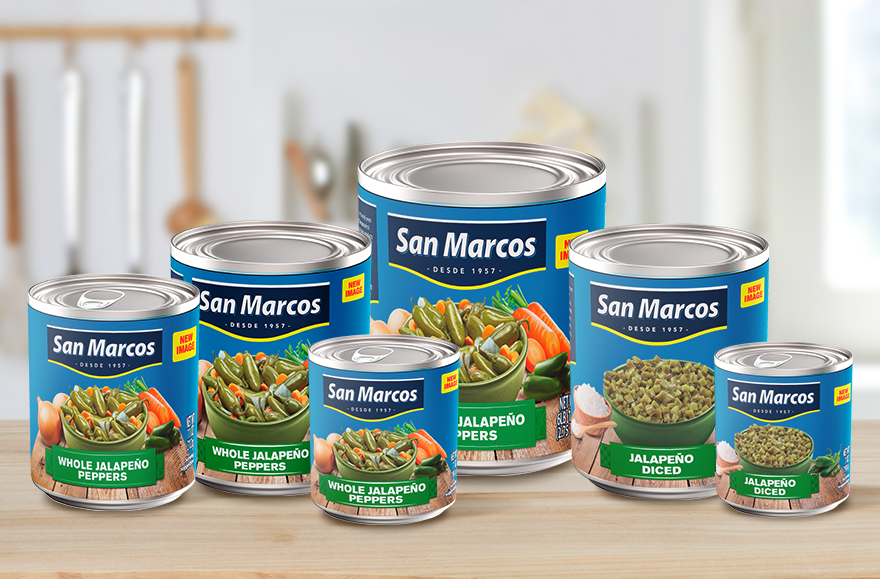 San Marcos
· DESDE 1957 ·
NEW
IMAGE
WHOLE JALAPEÑO
PEPPERS
San Marcos
· DESDE 1957 ·
NEW
IMAGE
WHOLE JALAPEÑO
PEPPERS
San Marcos
· DESDE 1957 ·
NEW
IMAGE
WHOLE JALAPEÑO
PEPPERS
San Marcos
· DESDE 1957 ·
JALAPEÑO
San Marcos
· DESDE 1957 ·
NEW
IMAGE
JALAPEÑO
DICED
San Marcos
· DESDE 1957 ·
NEW
IMAGE
JALAPEÑO
DICED